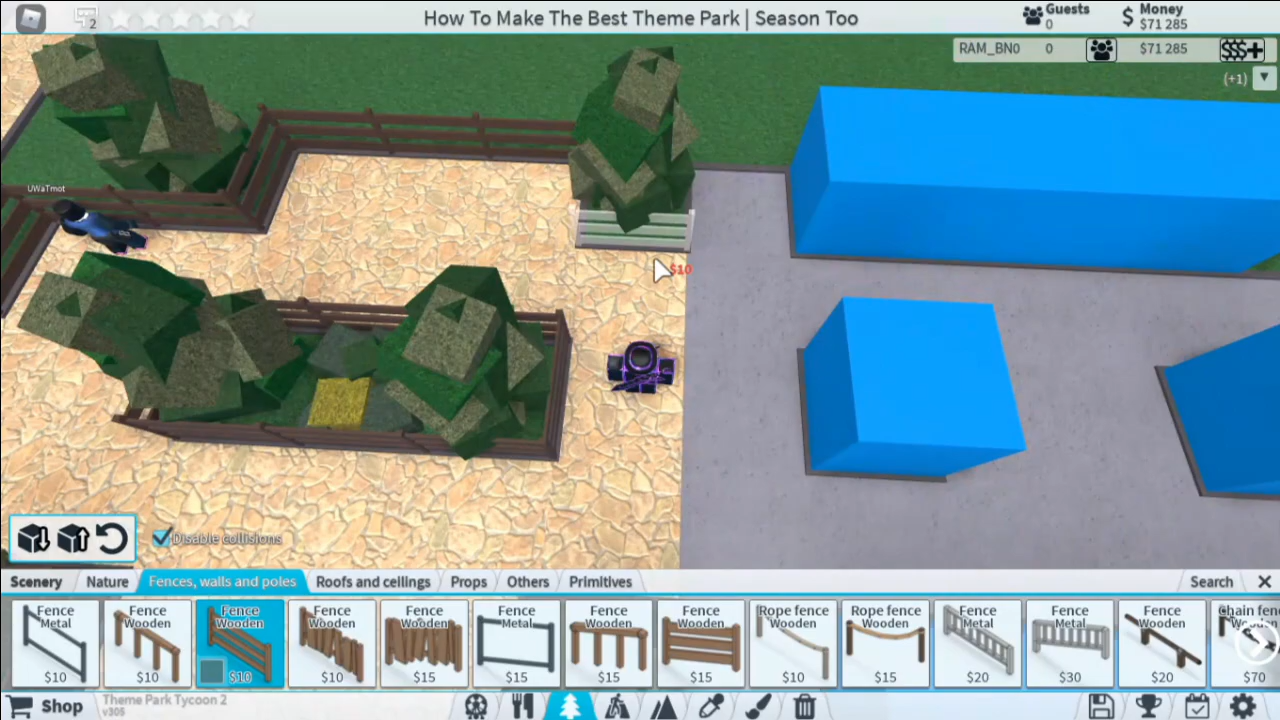 2
How To Make The Best Theme Park | Season Too
Guests
0
Money
$71 285
RAM_BN0 0 $71 285
$$$+
(+1)
UWaTmot
$10
Disable collisions
Scenery Nature Fences, walls and poles Roofs and ceilings Props Others Primitives Search
Fence Metal $10
Fence Wooden $10
Fence Wooden $10
Fence Wooden $10
Fence Wooden $15
Fence Metal $15
Fence Wooden $15
Fence Wooden $15
Rope fence Wooden $10
Rope fence Wooden $15
Fence Metal $20
Fence Metal $30
Fence Wooden $20
Chain fen Wooden $70
Shop
Theme Park Tycoon 2
v305